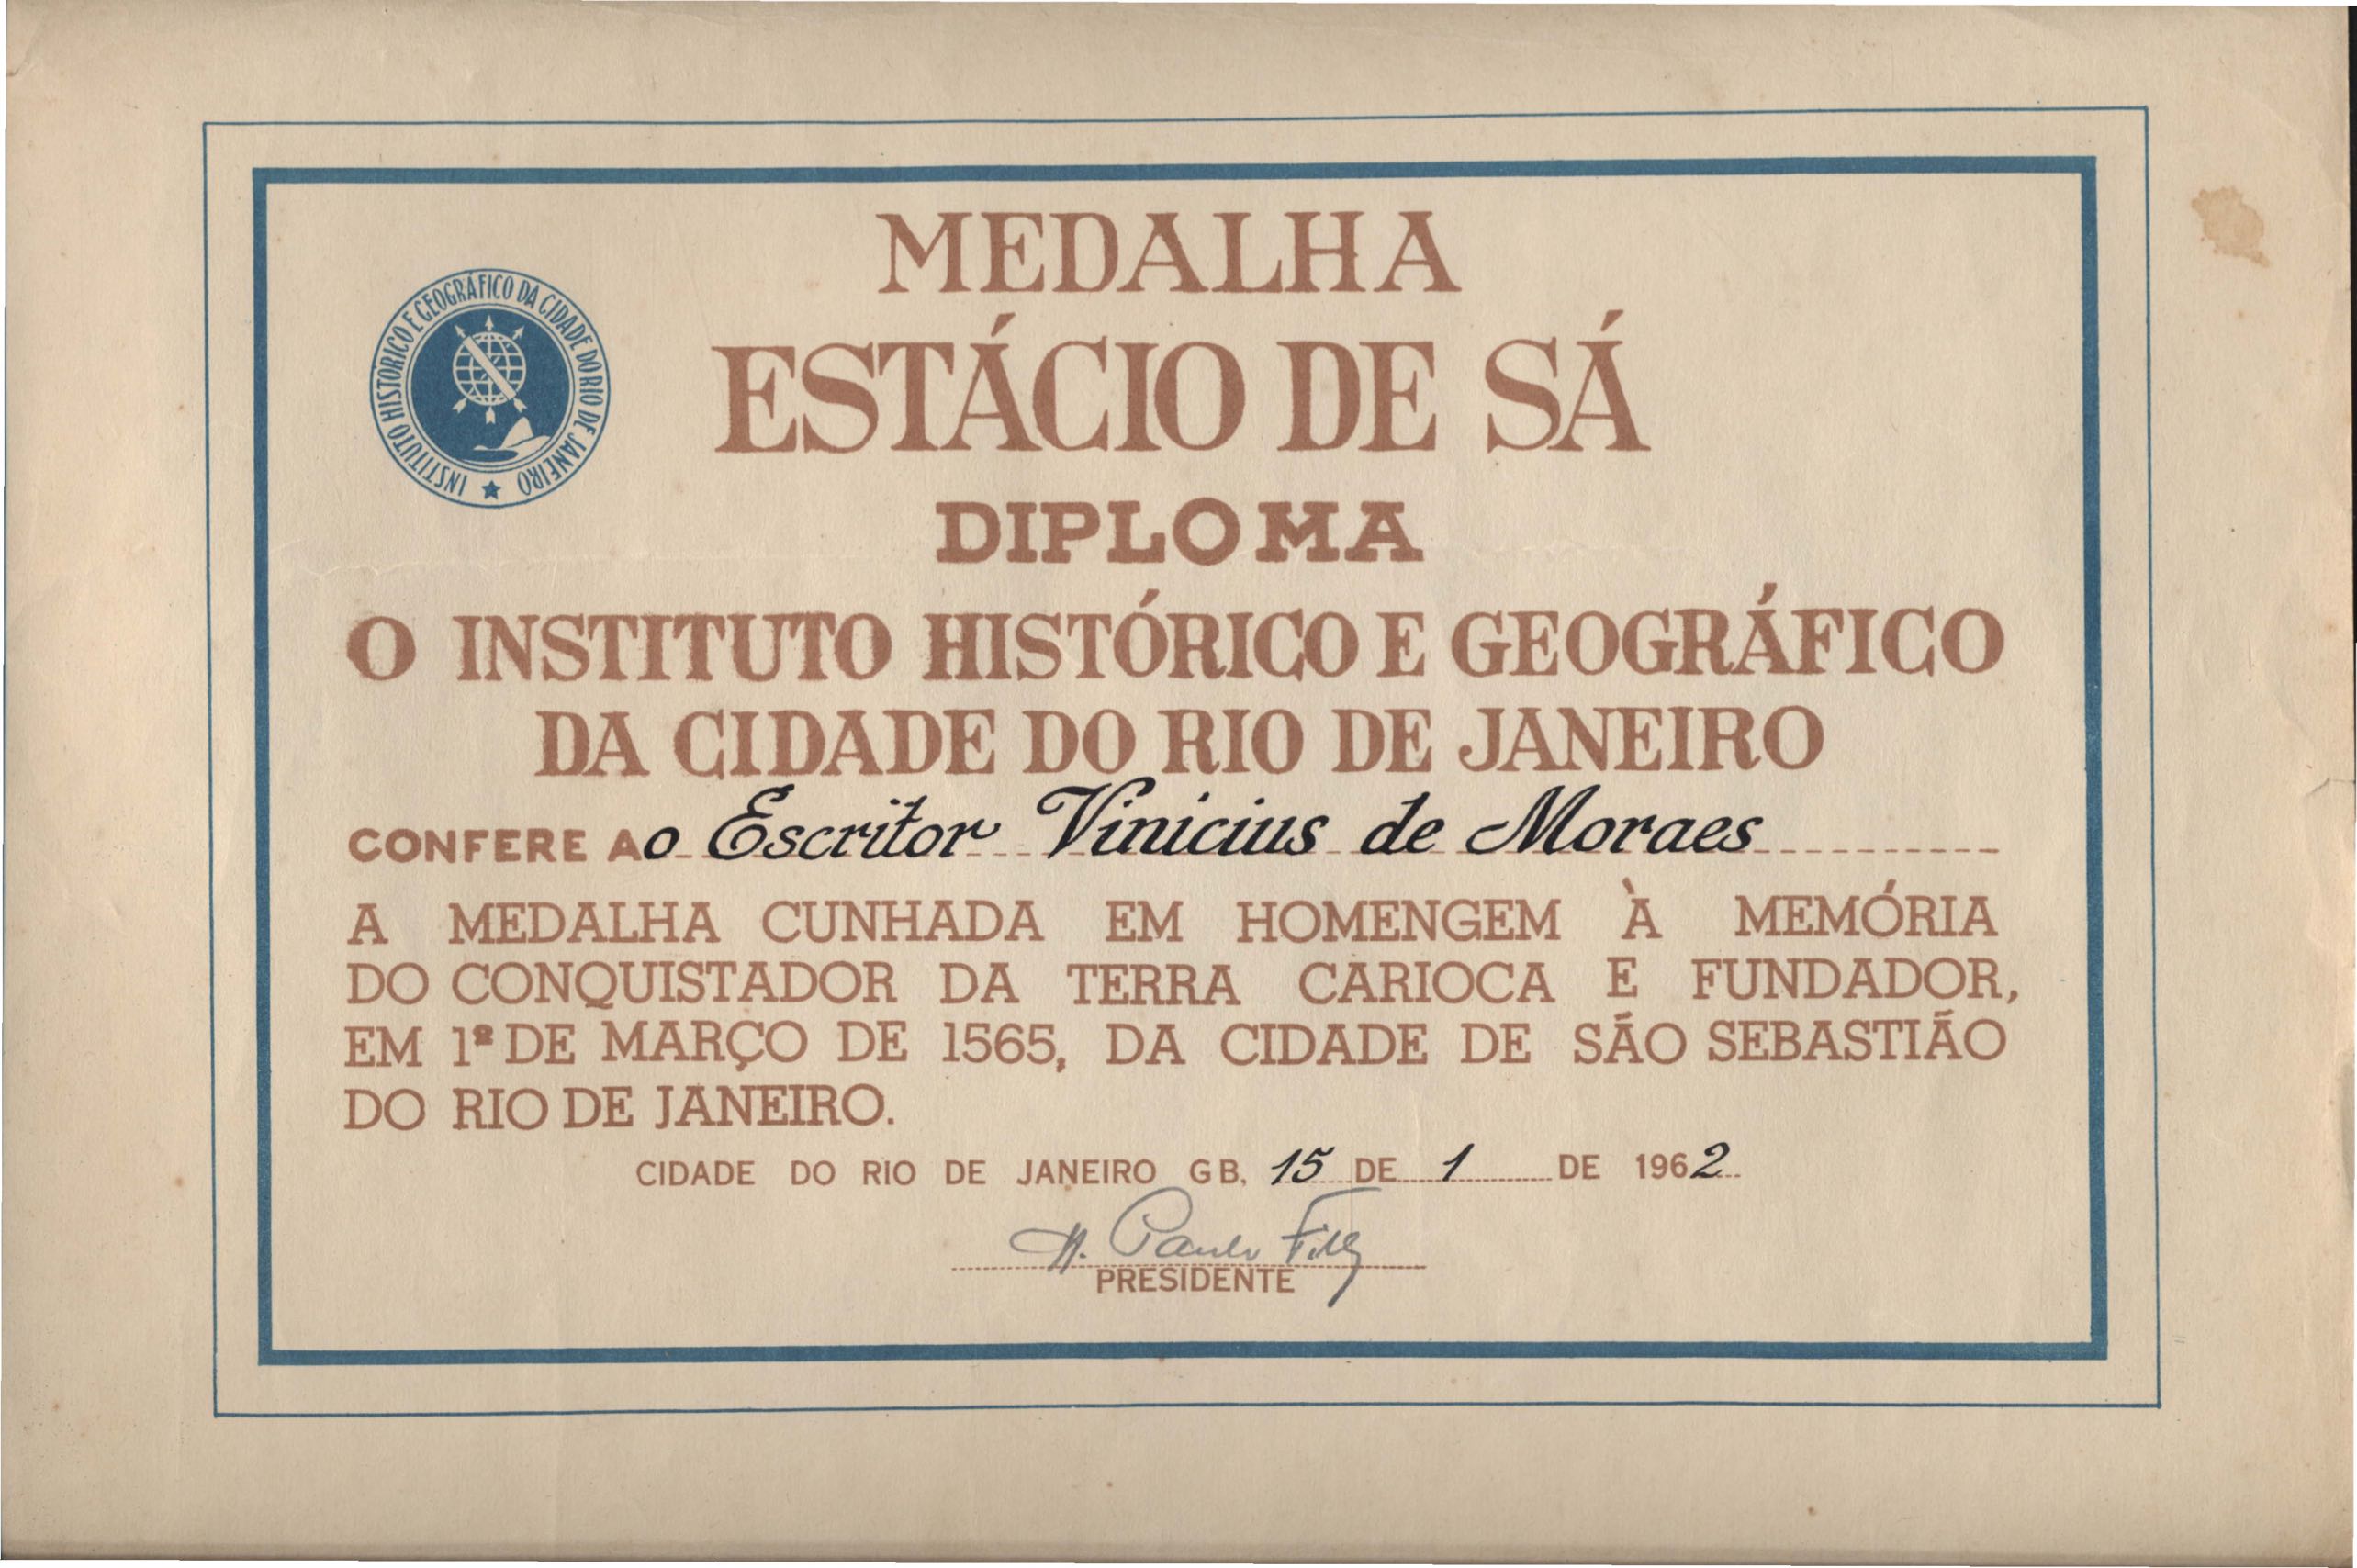 MEDALHA
ESTÁCIO DE SÁ
INSTITUTO HISTÓRICO E GEOGRÁFICO DA CIDADE DO RIO DE JANEIRO
DIPLOMA
O INSTITUTO HISTÓRICO E GEOGRÁFICO
DA CIDADE DO RIO DE JANEIRO
CONFERE Ao Escritor Vinicius de Moraes
A MEDALHA CUNHADA EM HOMENGEM À MEMÓRIA
DO CONQUISTADOR DA TERRA CARIOCA E FUNDADOR,
EM 1º DE MARÇO DE 1565, DA CIDADE DE SÃO SEBASTIÃO
DO RIO DE JANEIRO.
CIDADE DO RIO DE JANEIRO GB, 15 DE 1 DE 1962
Paulo Filho
PRESIDENTE